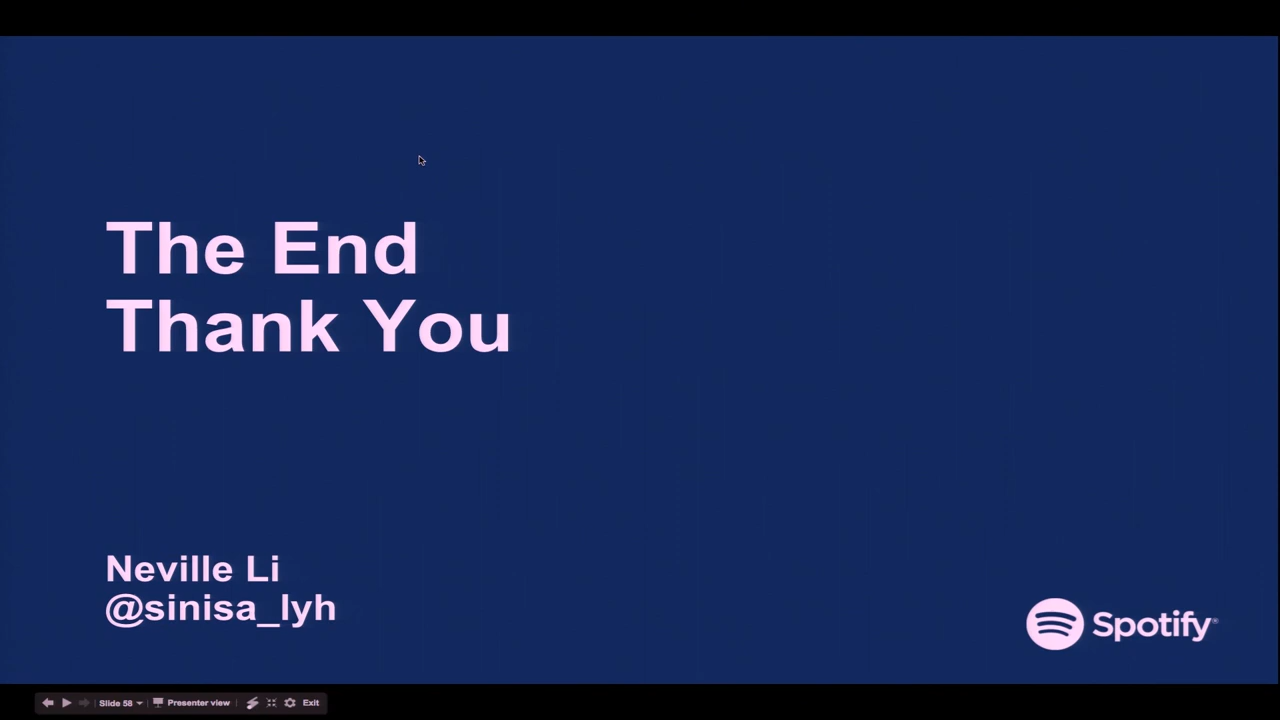 The End
Thank You
Neville Li
@sinisa_lyh
Spotify®
Slide 58
Presenter view
Exit